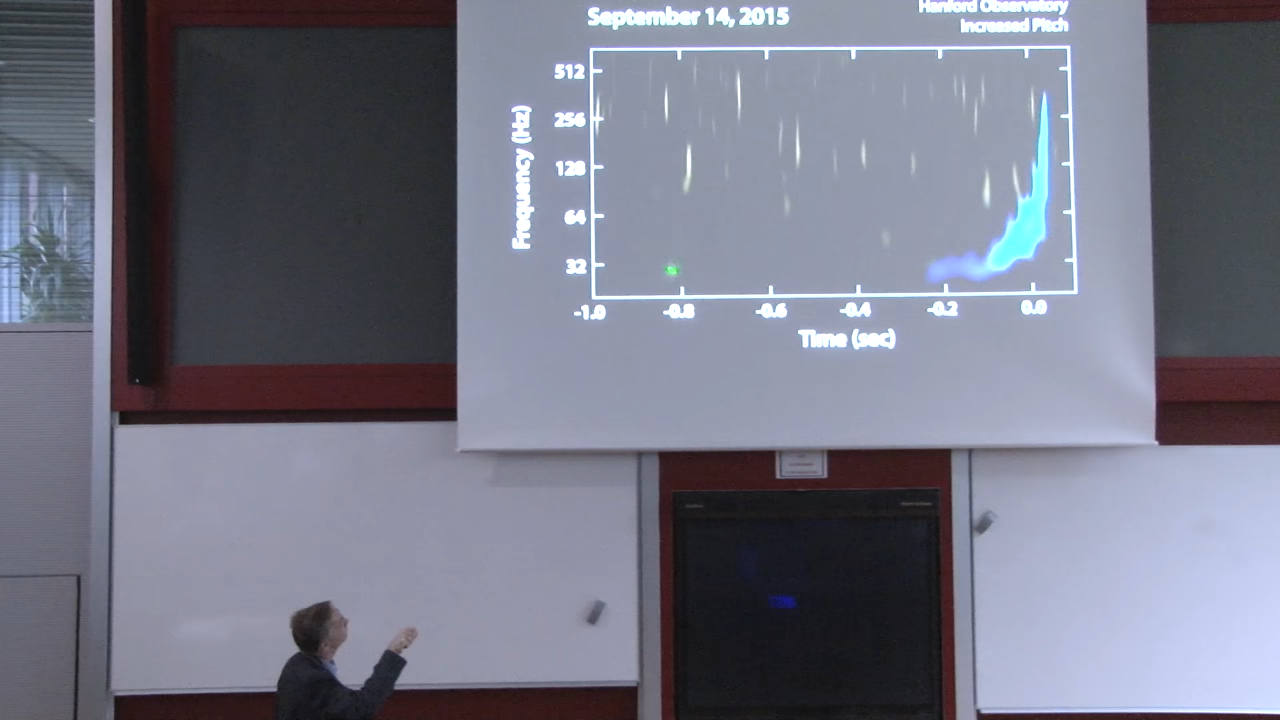 September 14, 2015
Hanford Observatory
Increased Pitch
512
256
128
64
32
Frequency (Hz)
-1.0 -0.8 -0.6 -0.4 -0.2 0.0
Time (sec)